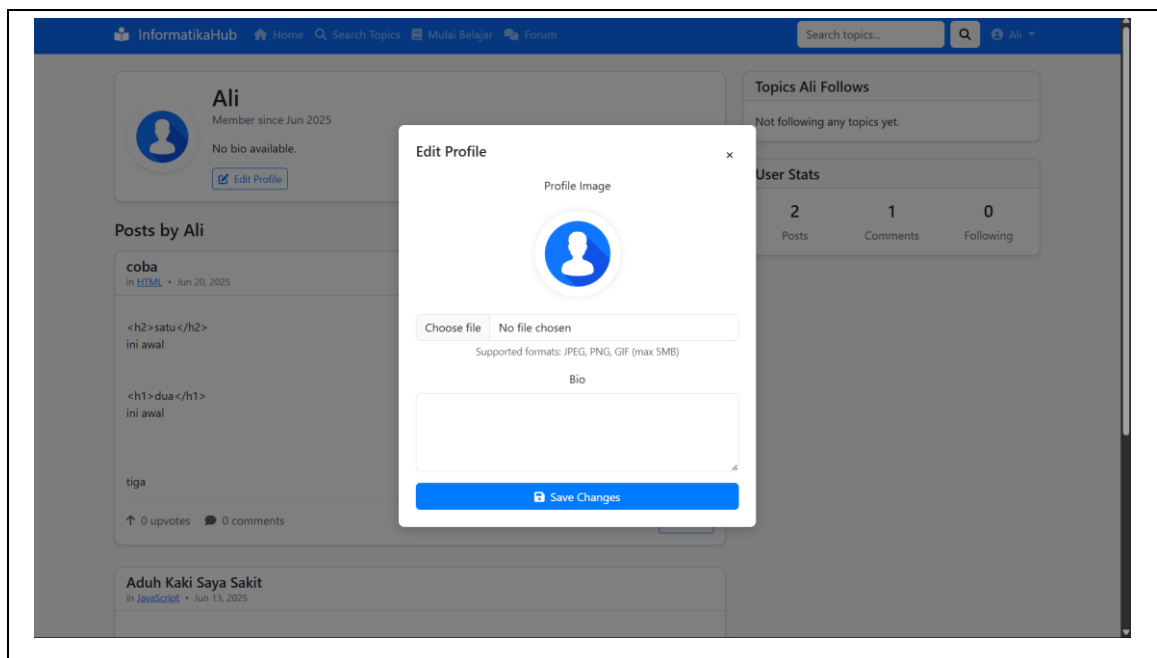 InformatikaHub Home Search Topics Mulai Belajar Forum Search topics... Ali
Ali
Member since Jun 2025
No bio available.
Edit Profile
Posts by Ali
coba
in HTML • Jun 20, 2025
<h2>satu</h2>
ini awal
<h1>dua</h1>
ini awal
tiga
0 upvotes 0 comments
Aduh Kaki Saya Sakit
in JavaScript • Jun 13, 2025
Edit Profile ×
Profile Image
Choose file No file chosen
Supported formats: JPEG, PNG, GIF (max 5MB)
Bio
Save Changes
Topics Ali Follows
Not following any topics yet.
User Stats
2 1 0
Posts Comments Following